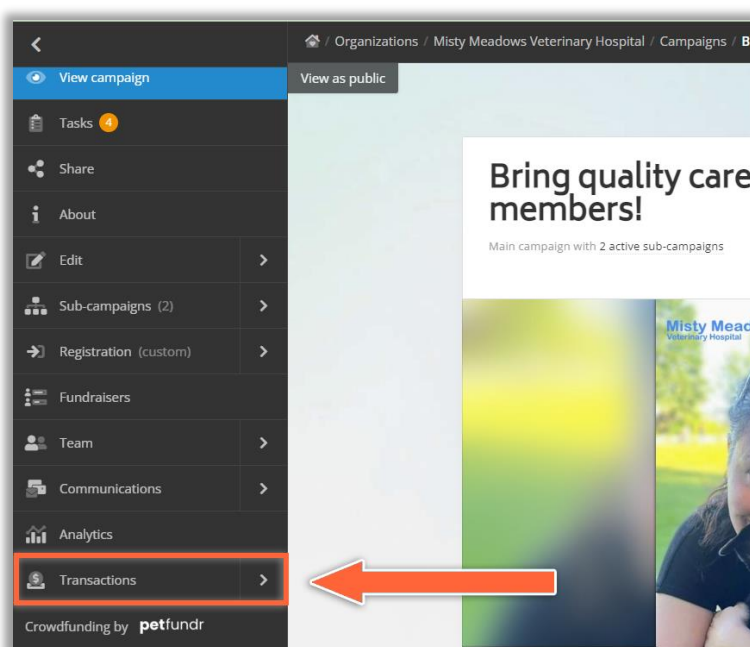 / Organizations / Misty Meadows Veterinary Hospital / Campaigns / B
View campaign
View as public
Tasks 4
Share
About
Edit
Sub-campaigns (2)
Registration (custom)
Fundraisers
Team
Communications
Analytics
Transactions
Crowdfunding by petfundr
Bring quality care
members!
Main campaign with 2 active sub-campaigns
Misty Mead
Veterinary Hospital